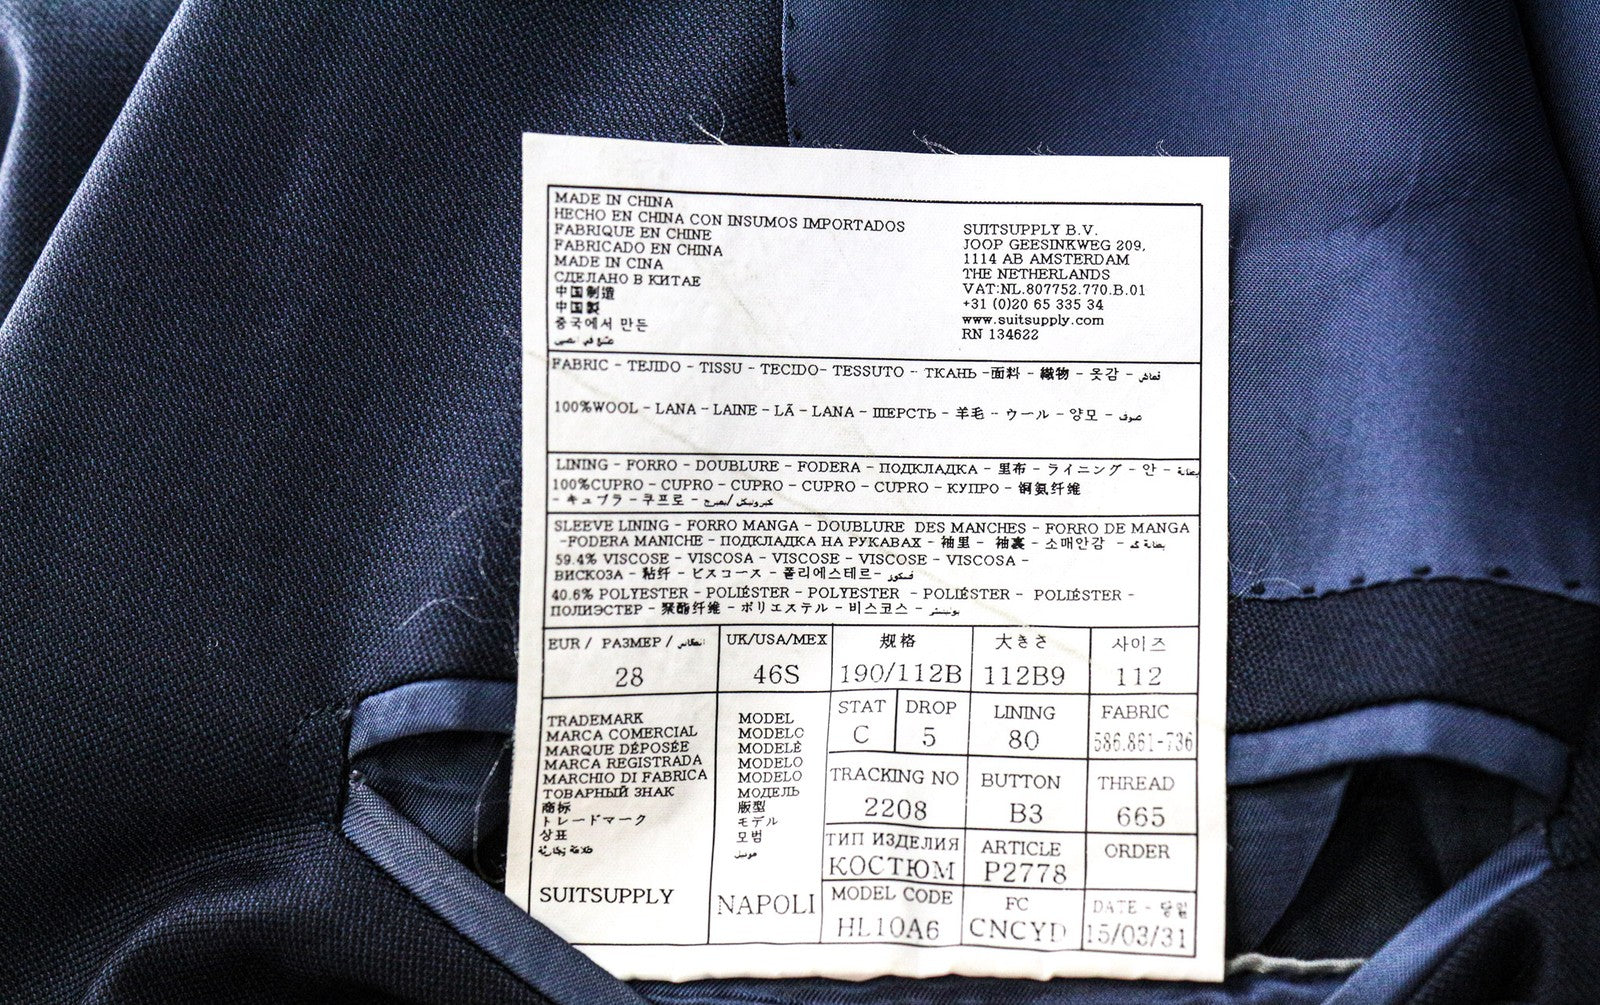 MADE IN CHINA
HECHO EN CHINA CON INSUMOS IMPORTADOS
FABRIQUE EN CHINE
FABRICADO EN CHINA
MADE IN CINA
СДЕЛАНО В КИТАЕ
中国制造
中国製
중국에서 만든
SUITSUPPLY B.V.
JOOP GEESINKWEG 209,
1114 AB AMSTERDAM
THE NETHERLANDS
VAT:NL.807752.770.B.01
+31 (0)20 65 335 34
www.suitsupply.com
RN 134622
FABRIC - TEJIDO - TISSU - TECIDO- TESSUTO - ТКАНЬ -面料 - 織物 - 옷감 - قماش
100%WOOL - LANA - LAINE - LÃ - LANA - ШЕРСТЬ - 羊毛 - ウール - 양모 - صوف
LINING - FORRO - DOUBLURE - FODERA - ПОДКЛАДКА - 里布 - ライニング - 안 - بطانة
100%CUPRO - CUPRO - CUPRO - CUPRO - CUPRO - КУПРО - 铜氨纤维
- キュプラ - 쿠프로 -
SLEEVE LINING - FORRO MANGA - DOUBLURE DES MANCHES - FORRO DE MANGA
-FODERA MANICHE - ПОДКЛАДКА НА РУКАВАХ - 袖里 - 袖裏 - 소매안감 -
59.4% VISCOSE - VISCOSA - VISCOSE - VISCOSE - VISCOSA -
ВИСКОЗА - 粘纤 - ビスコース - 폴리에스테르- فسكوز
40.6% POLYESTER - POLIÉSTER - POLYESTER - POLIÉSTER - POLIÉSTER -
ПОЛИЭСТЕР - 聚酯纤维 - ポリエステル - 비스코스 -
EUR / РАЗМЕР /
28
UK/USA/MEX
46S
规格
190/112B
大きさ
112B9
사이즈
112
TRADEMARK
MARCA COMERCIAL
MARQUE DÉPOSÉE
MARCA REGISTRADA
MARCHIO DI FABRICA
ТОВАРНЫЙ ЗНАК
商标
トレードマーク
상표
SUITSUPPLY
MODEL
MODELO
MODELÈ
MODELO
MODELO
МОДЕЛЬ
版型
モデル
모범
NAPOLI
STAT
C
DROP
5
LINING
80
FABRIC
586.861-736
TRACKING NO
2208
BUTTON
B3
THREAD
665
ТИП ИЗДЕЛИЯ
КОСТЮМ
ARTICLE
P2778
ORDER
MODEL CODE
HL10A6
FC
CNCYD
DATE -
15/03/31